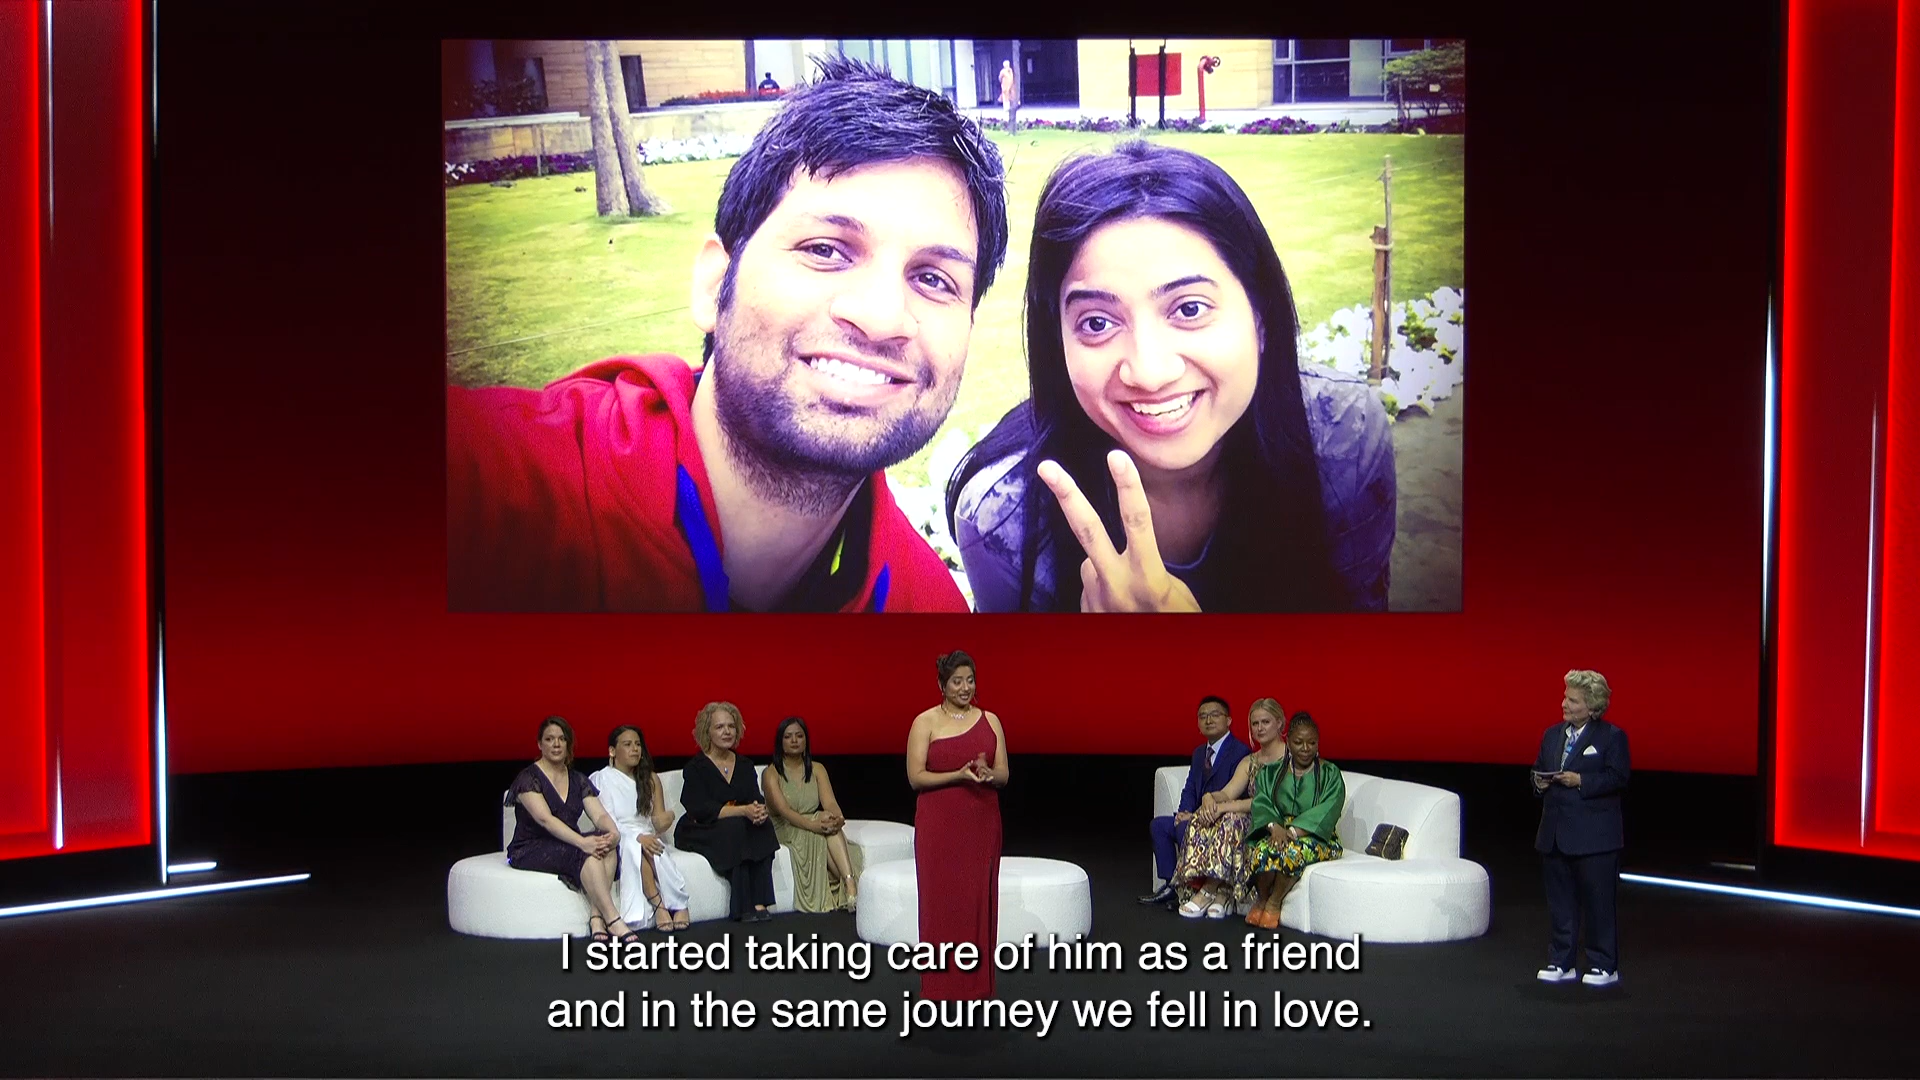 I started taking care of him as a friend
and in the same journey we fell in love.